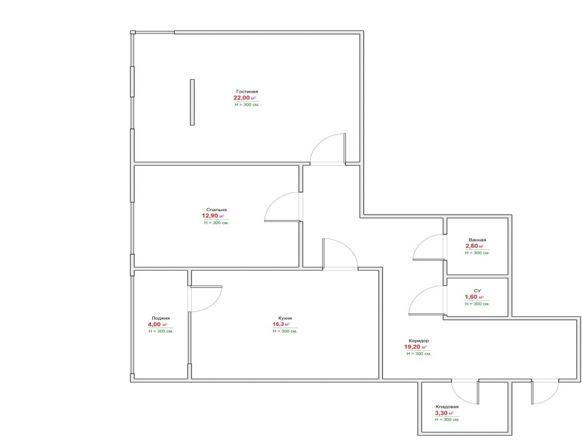 Гостиная
22,00 м²
H = 300 см.
Спальня
12,90 м²
H = 300 см.
Ванная
2,60 м²
H = 300 см.
СУ
1,60 м²
H = 300 см.
Лоджия
4,00 м²
H = 300 см.
Кухня
16,3 м²
H = 300 см.
Коридор
19,20 м²
H = 300 см.
Кладовая
3,30 м²
H = 300 см.